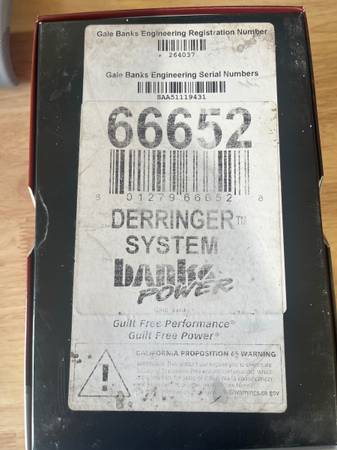 Gale Banks Engineering Registration Number
* 264037 *
Gale Banks Engineering Serial Numbers
SAA51119431
66652
8 01279 66652 8
DERRINGER™
SYSTEM
banks
POWER
Guilt Free Performance®
Guilt Free Power®
CALIFORNIA PROPOSITION 65 WARNING